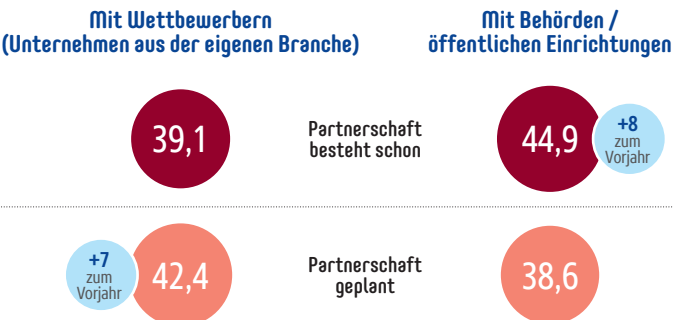 Mit Wettbewerbern
(Unternehmen aus der eigenen Branche)
Mit Behörden /
öffentlichen Einrichtungen
39,1
Partnerschaft
besteht schon
44,9
+8
zum
Vorjahr
+7
zum
Vorjahr
42,4
Partnerschaft
geplant
38,6